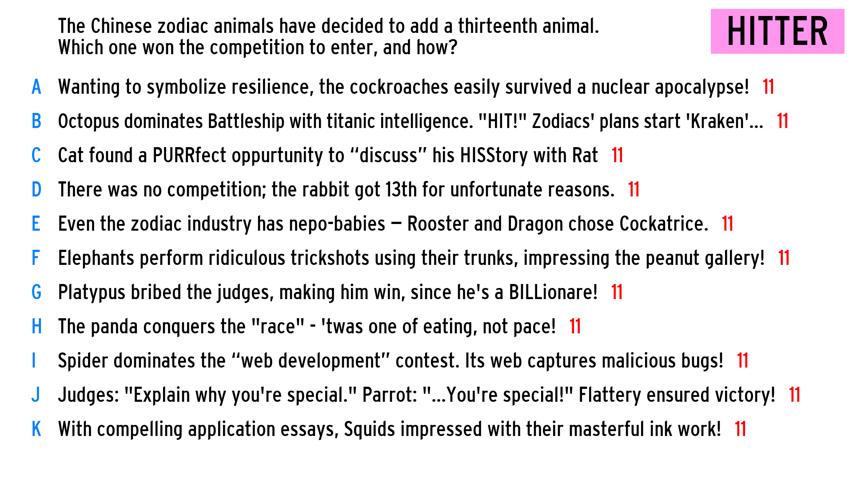 The Chinese zodiac animals have decided to add a thirteenth animal.
Which one won the competition to enter, and how?
HITTER
A Wanting to symbolize resilience, the cockroaches easily survived a nuclear apocalypse! 11
B Octopus dominates Battleship with titanic intelligence. "HIT!" Zodiacs' plans start 'Kraken'... 11
C Cat found a PURRfect oppurtunity to “discuss” his HISStory with Rat 11
D There was no competition; the rabbit got 13th for unfortunate reasons. 11
E Even the zodiac industry has nepo-babies — Rooster and Dragon chose Cockatrice. 11
F Elephants perform ridiculous trickshots using their trunks, impressing the peanut gallery! 11
G Platypus bribed the judges, making him win, since he's a BILLionare! 11
H The panda conquers the "race" - 'twas one of eating, not pace! 11
I Spider dominates the “web development” contest. Its web captures malicious bugs! 11
J Judges: "Explain why you're special." Parrot: "...You're special!" Flattery ensured victory! 11
K With compelling application essays, Squids impressed with their masterful ink work! 11